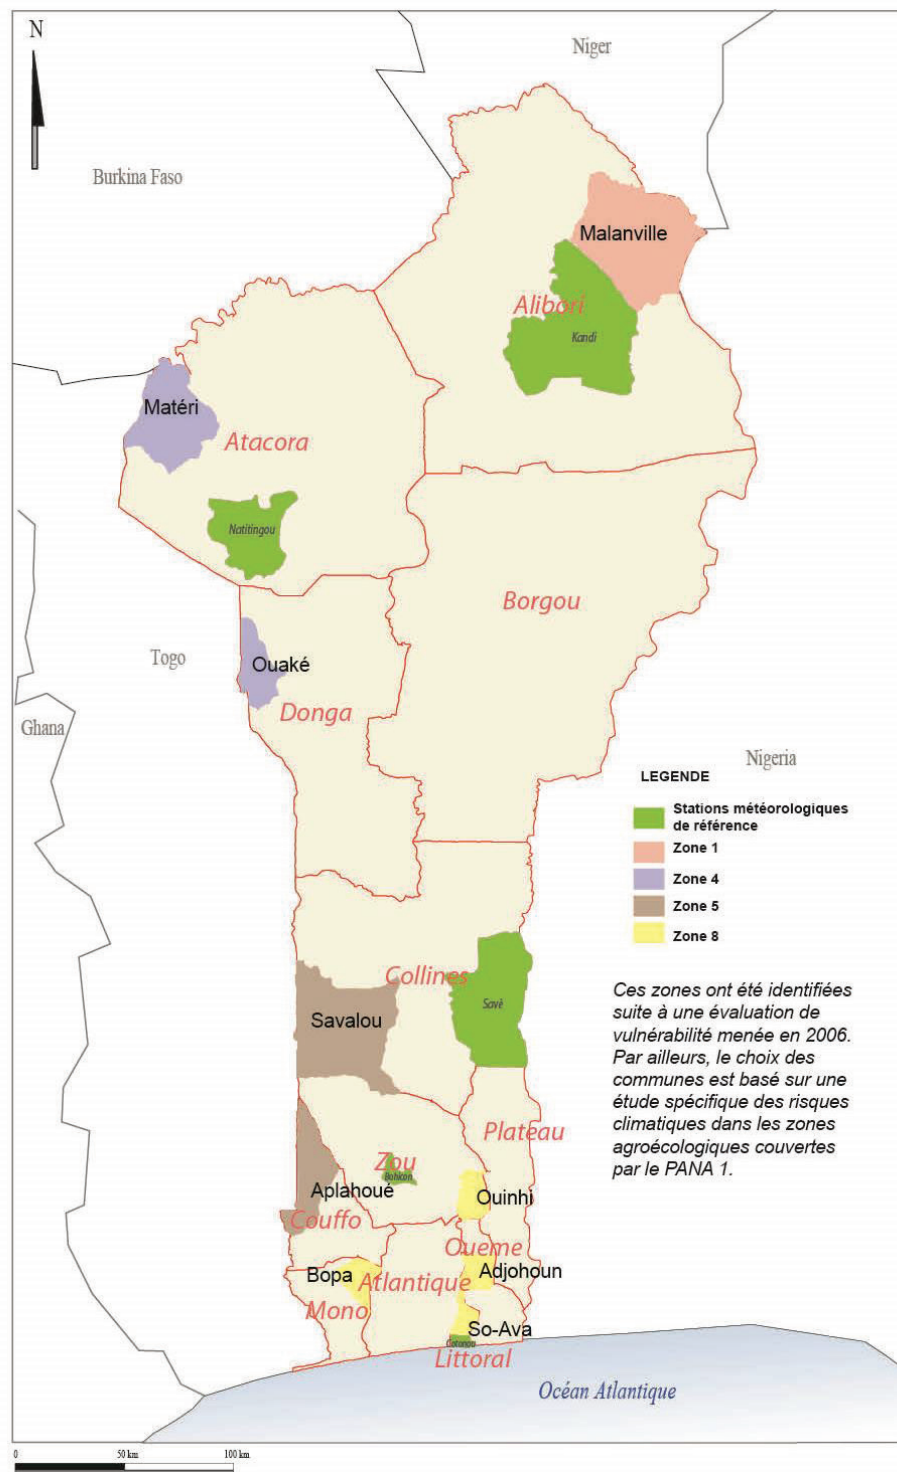 N
Niger
Burkina Faso
Malanville
Alibori
Kandi
Matéri
Atacora
Natitingou
Borgou
Togo
Ouaké
Donga
Ghana
Nigeria
LEGENDE
Stations météorologiques
de référence
Zone 1
Zone 4
Zone 5
Zone 8
Collines
Savè
Savalou
Ces zones ont été identifiées
suite à une évaluation de
vulnérabilité menée en 2006.
Par ailleurs, le choix des
communes est basé sur une
étude spécifique des risques
climatiques dans les zones
agroécologiques couvertes
par le PANA 1.
Plateau
Zou
Bohicon
Aplahoué
Ouinhi
Couffo
Oueme
Bopa
Atlantique
Adjohoun
Mono
So-Ava
Cotonou
Littoral
Océan Atlantique
0 50 km 100 km